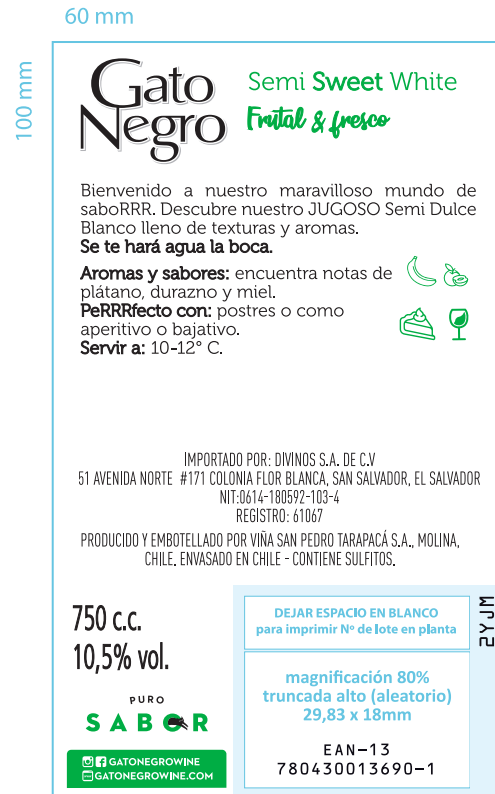 60 mm
100 mm
Gato
Negro
Semi Sweet White
Frutal & fresco
Bienvenido a nuestro maravilloso mundo de
saboRRR. Descubre nuestro JUGOSO Semi Dulce
Blanco lleno de texturas y aromas.
Se te hará agua la boca.
Aromas y sabores: encuentra notas de
plátano, durazno y miel.
PeRRRfecto con: postres o como
aperitivo o bajativo.
Servir a: 10-12° C.
IMPORTADO POR: DIVINOS S.A. DE C.V
51 AVENIDA NORTE #171 COLONIA FLOR BLANCA, SAN SALVADOR, EL SALVADOR
NIT:0614-180592-103-4
REGISTRO: 61067
PRODUCIDO Y EMBOTELLADO POR VIÑA SAN PEDRO TARAPACÁ S.A., MOLINA,
CHILE. ENVASADO EN CHILE - CONTIENE SULFITOS.
750 c.c.
10,5% vol.
PURO
SABOR
GATONEGROWINE
GATONEGROWINE.COM
DEJAR ESPACIO EN BLANCO
para imprimir Nº de lote en planta
2YJM
magnificación 80%
truncada alto (aleatorio)
29,83 x 18mm
EAN-13
780430013690-1